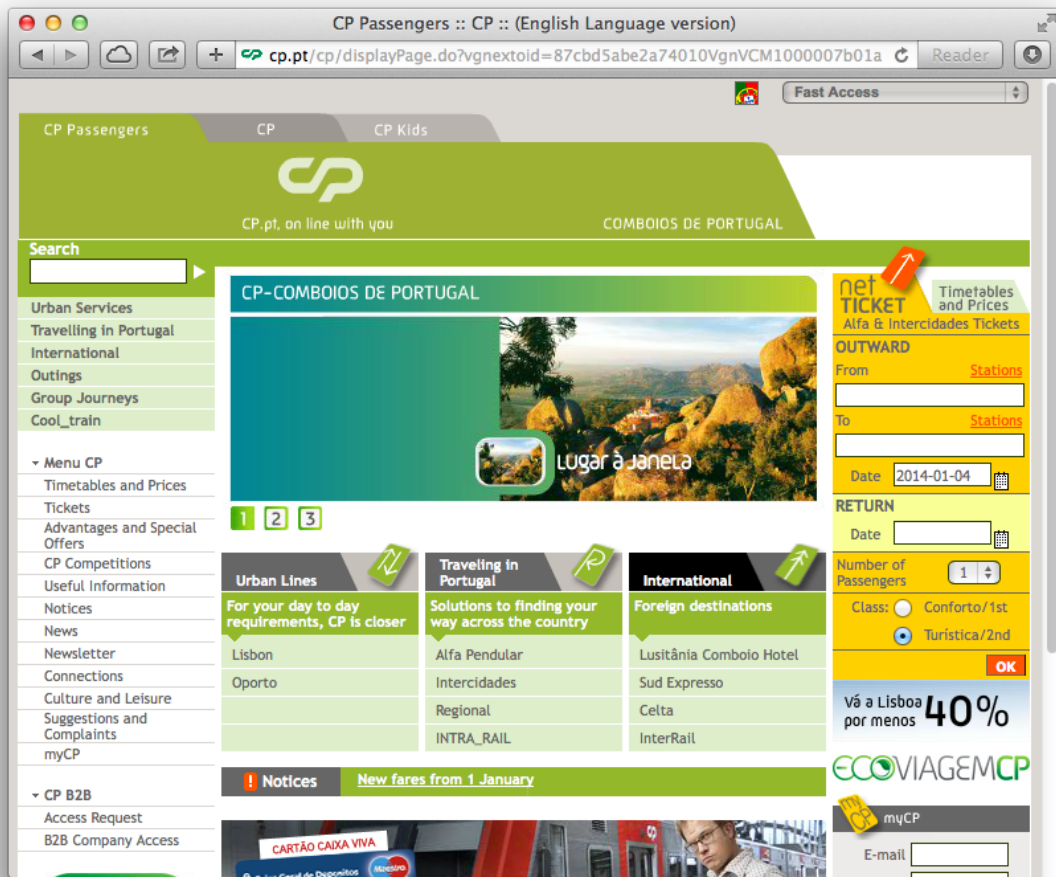 CP Passengers :: CP :: (English Language version)
cp.pt/cp/displayPage.do?vgnextoid=87cbd5abe2a74010VgnVCM1000007b01a
Reader
Fast Access
CP Passengers
CP
CP Kids
CP
CP.pt, on line with you
COMBOIOS DE PORTUGAL
Search
Urban Services
Travelling in Portugal
International
Outings
Group Journeys
Cool_train
Menu CP
Timetables and Prices
Tickets
Advantages and Special
Offers
CP Competitions
Useful Information
Notices
News
Newsletter
Connections
Culture and Leisure
Suggestions and
Complaints
myCP
CP B2B
Access Request
B2B Company Access
CP-COMBOIOS DE PORTUGAL
Lugar à Janela
1 2 3
Urban Lines
For your day to day
requirements, CP is closer
Lisbon
Oporto
Traveling in
Portugal
Solutions to finding your
way across the country
Alfa Pendular
Intercidades
Regional
INTRA_RAIL
International
Foreign destinations
Lusitânia Comboio Hotel
Sud Expresso
Celta
InterRail
! Notices
New fares from 1 January
CARTÃO CAIXA VIVA
Caixa Geral de Depositos
Maestro
net
TICKET
Timetables
and Prices
Alfa & Intercidades Tickets
OUTWARD
From
Stations
To
Stations
Date
2014-01-04
RETURN
Date
Number of
Passengers
1
Class:
Conforto/1st
Turística/2nd
OK
Vá a Lisboa
por menos
40%
ECOVIAGEMCP
my
CP
myCP
E-mail